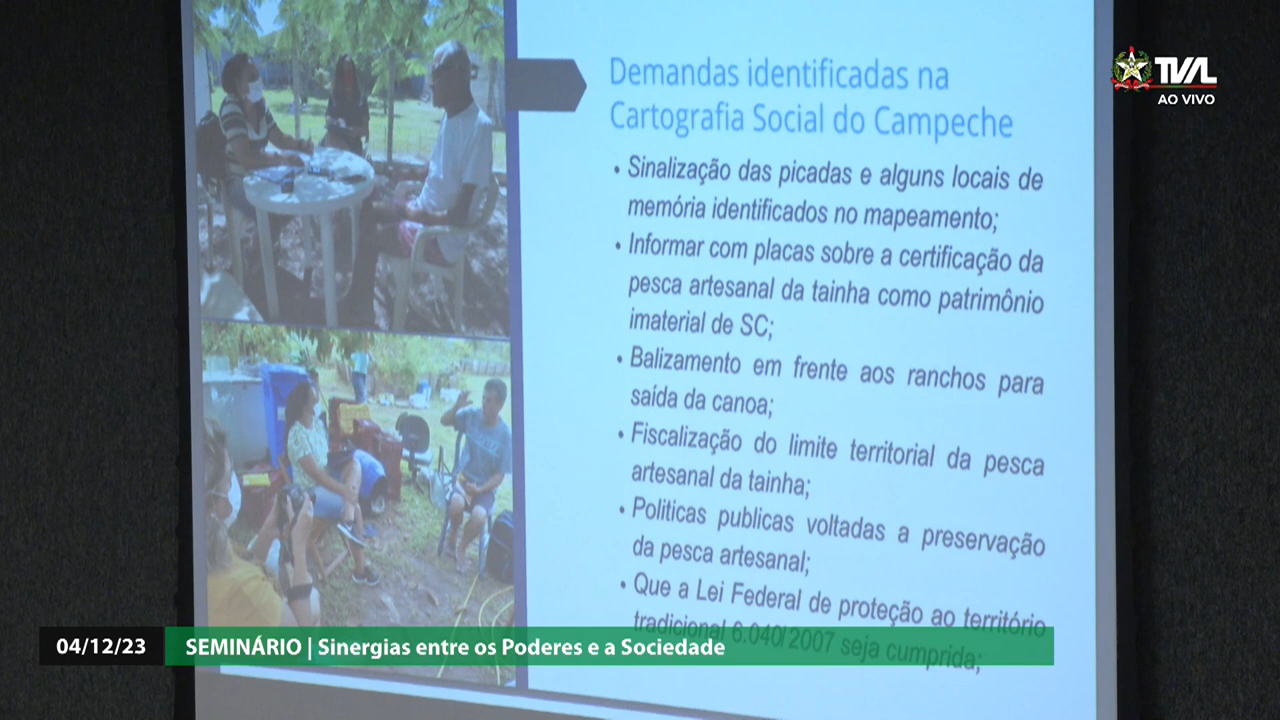 Demandas identificadas na
Cartografia Social do Campeche
• Sinalização das picadas e alguns locais de
memória identificados no mapeamento;
• Informar com placas sobre a certificação da
pesca artesanal da tainha como patrimônio
imaterial de SC;
• Balizamento em frente aos ranchos para
saída da canoa;
• Fiscalização do limite territorial da pesca
artesanal da tainha;
• Politicas publicas voltadas a preservação
da pesca artesanal;
• Que a Lei Federal de proteção ao território
tradicional 6.040/2007 seja cumprida;
TVAL
AO VIVO
04/12/23 SEMINÁRIO | Sinergias entre os Poderes e a Sociedade